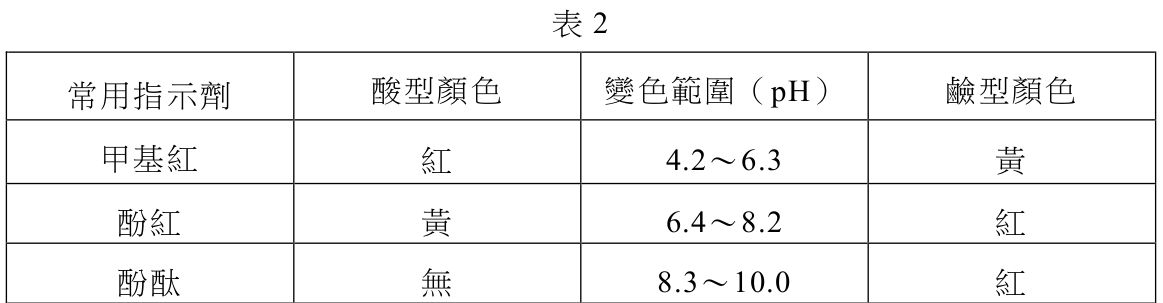 表 2
常用指示劑 酸型顏色 變色範圍（pH） 鹼型顏色
甲基紅 紅 4.2～6.3 黃
酚紅 黃 6.4～8.2 紅
酚酞 無 8.3～10.0 紅